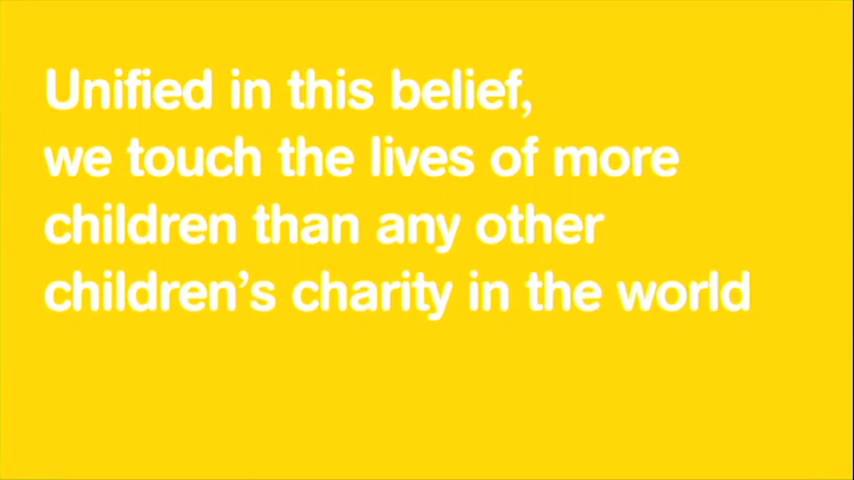 Unified in this belief,
we touch the lives of more
children than any other
children’s charity in the world